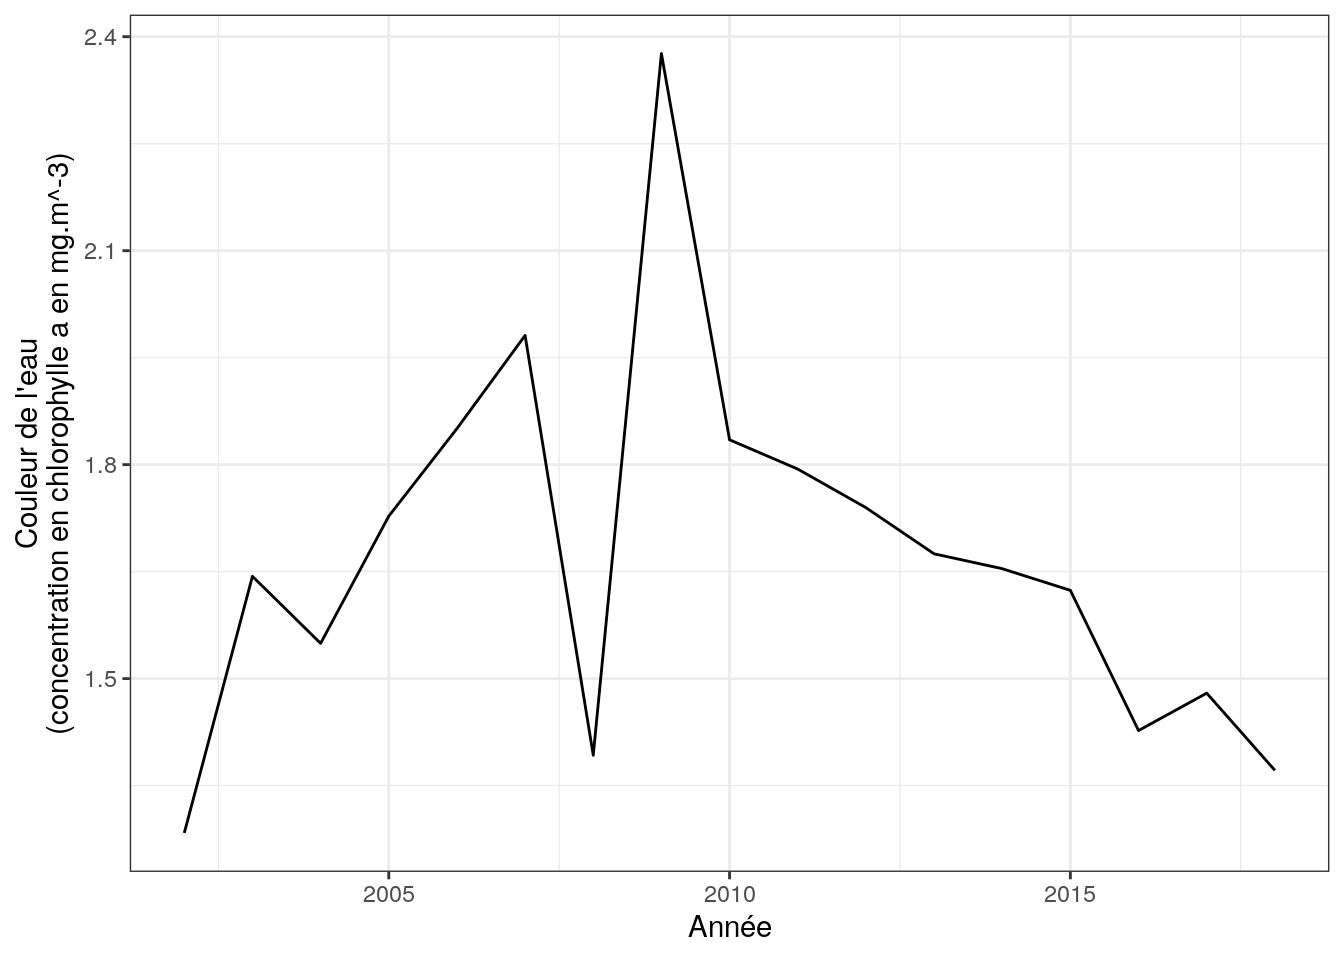 Couleur de l'eau
(concentration en chlorophylle a en mg.m^-3)
2.4
2.1
1.8
1.5
2005
2010
2015
Année